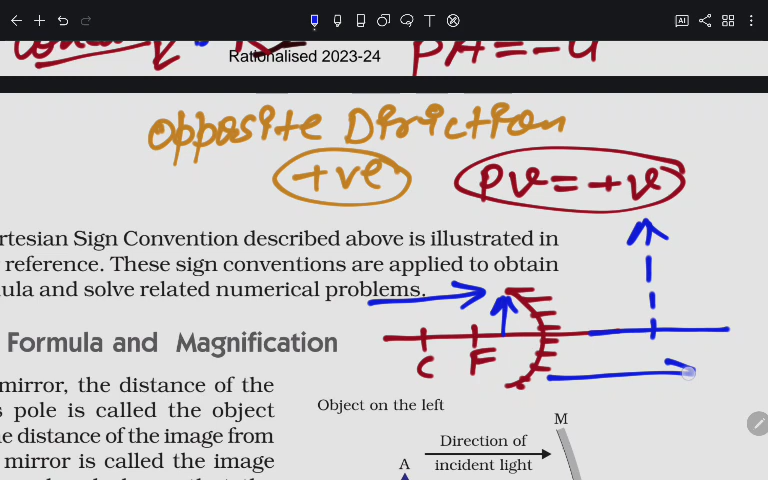 Rationalised 2023-24
PA = -u
Opposite Diriction
+ve
PV = +ve
rtesian Sign Convention described above is illustrated in
reference. These sign conventions are applied to obtain
ula and solve related numerical problems.
C F
Formula and Magnification
mirror, the distance of the
s pole is called the object
e distance of the image from
mirror is called the image
Object on the left
M
Direction of
incident light
A